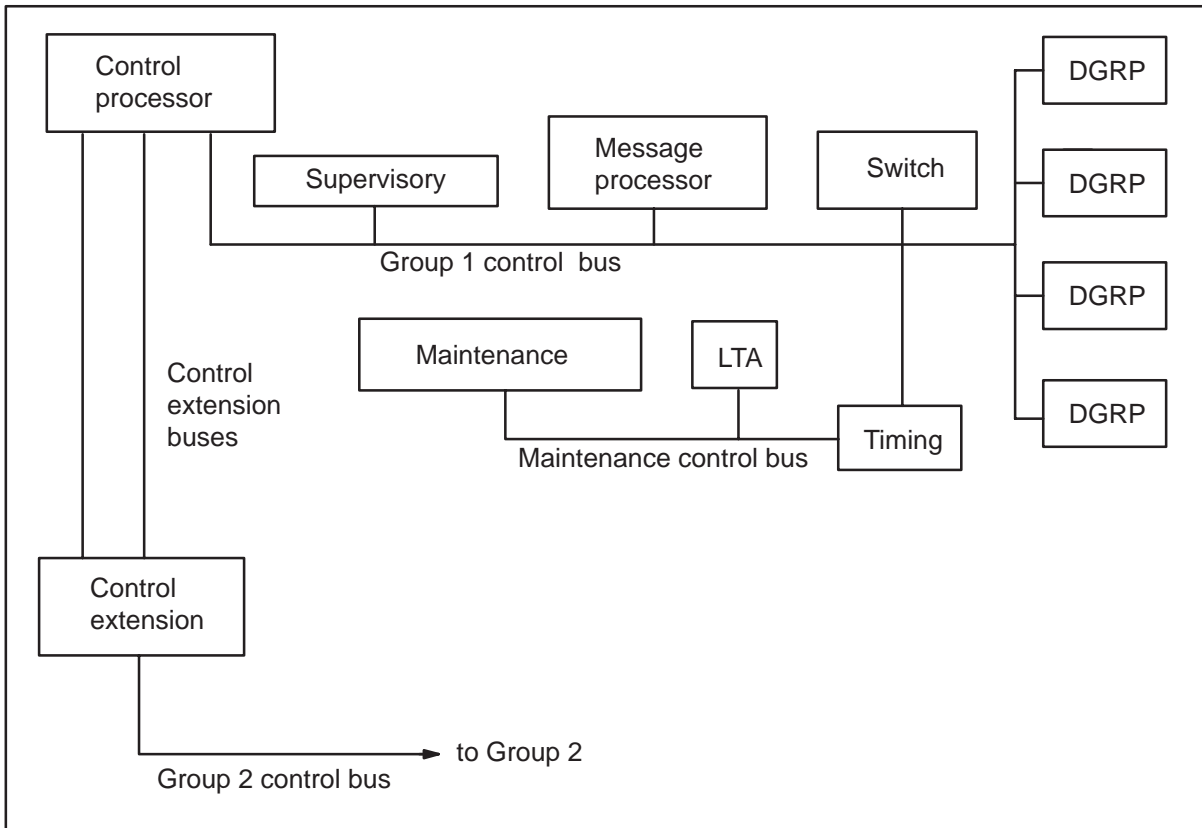 Control
processor
DGRP
Supervisory
Message
processor
Switch
DGRP
Group 1 control bus
DGRP
Maintenance
LTA
Control
extension
buses
DGRP
Timing
Maintenance control bus
Control
extension
to Group 2
Group 2 control bus